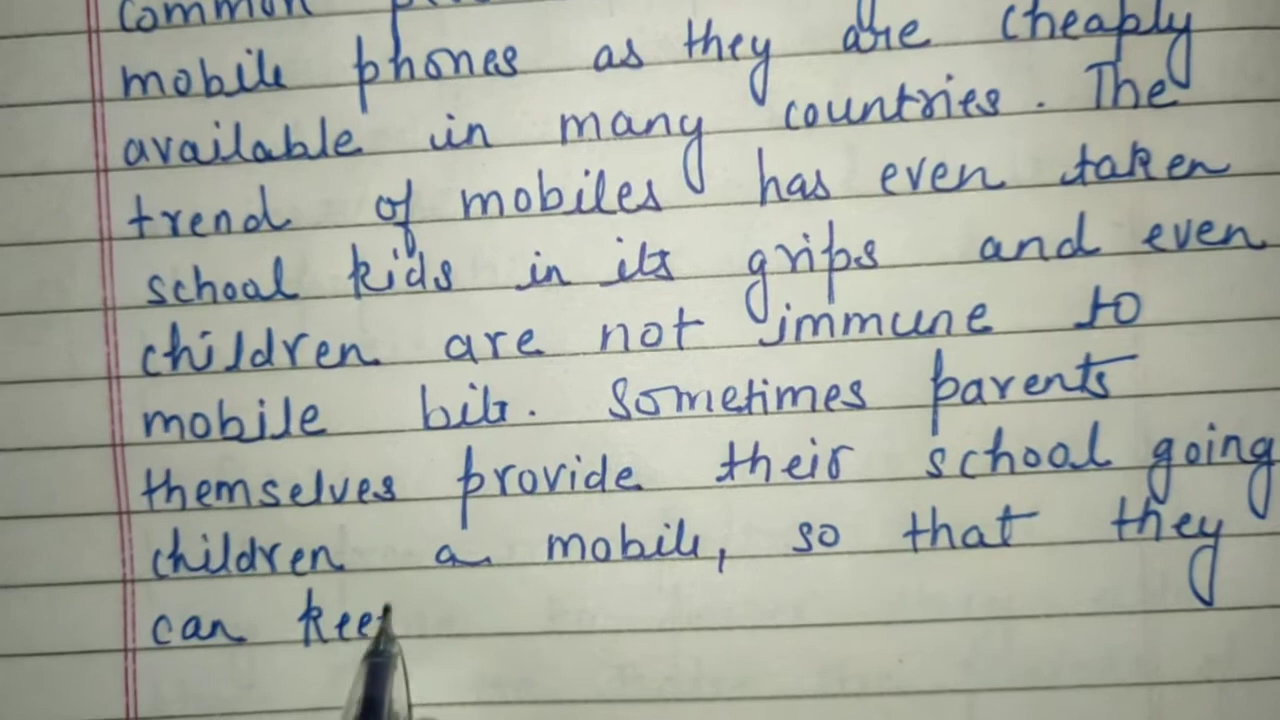 common
mobile phones as they are cheaply
available in many countries. The
trend of mobiles has even taken
school kids in its grips and even
children are not immune to
mobile bite. Sometimes parents
themselves provide their school going
children a mobile, so that they
can kee